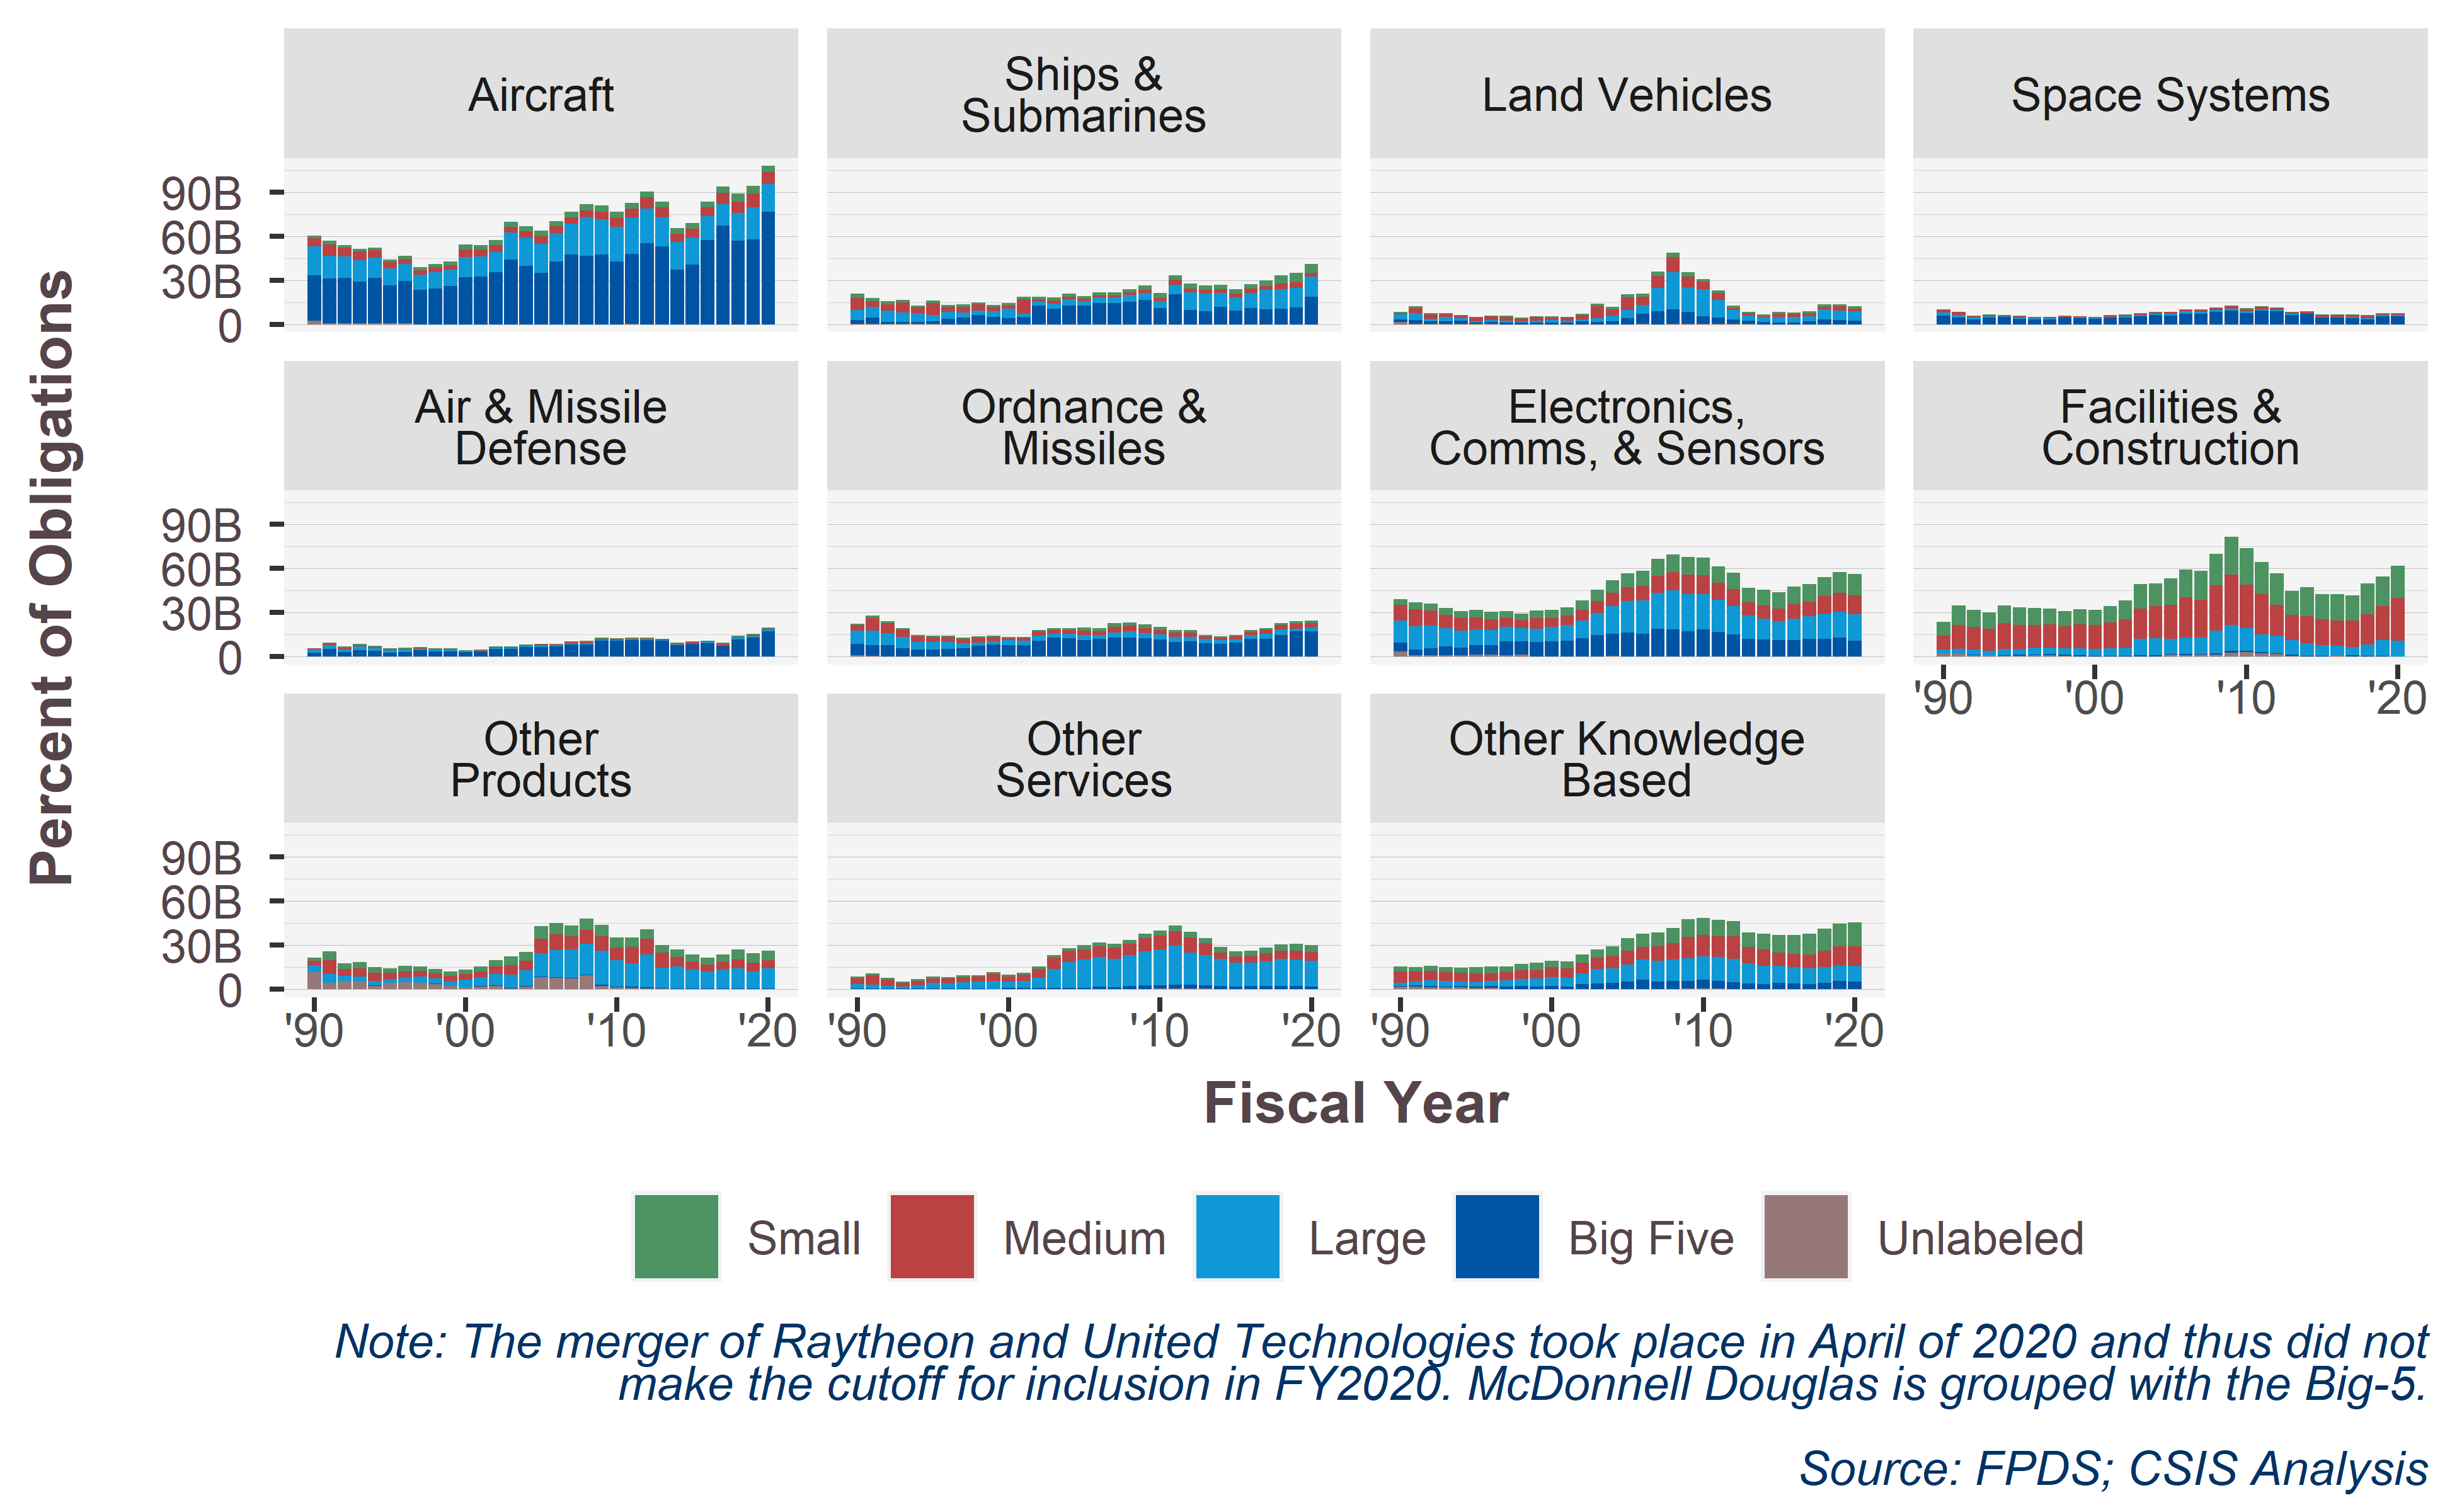 Aircraft
Ships &
Submarines
Land Vehicles
Space Systems
90B
60B
30B
0
Air & Missile
Defense
Ordnance &
Missiles
Electronics,
Comms, & Sensors
Facilities &
Construction
90B
60B
30B
0
'90
'00
'10
'20
Other
Products
Other
Services
Other Knowledge
Based
90B
60B
30B
0
'90
'00
'10
'20
'90
'00
'10
'20
'90
'00
'10
'20
Percent of Obligations
Fiscal Year
Small
Medium
Large
Big Five
Unlabeled
Note: The merger of Raytheon and United Technologies took place in April of 2020 and thus did not
make the cutoff for inclusion in FY2020. McDonnell Douglas is grouped with the Big-5.
Source: FPDS; CSIS Analysis